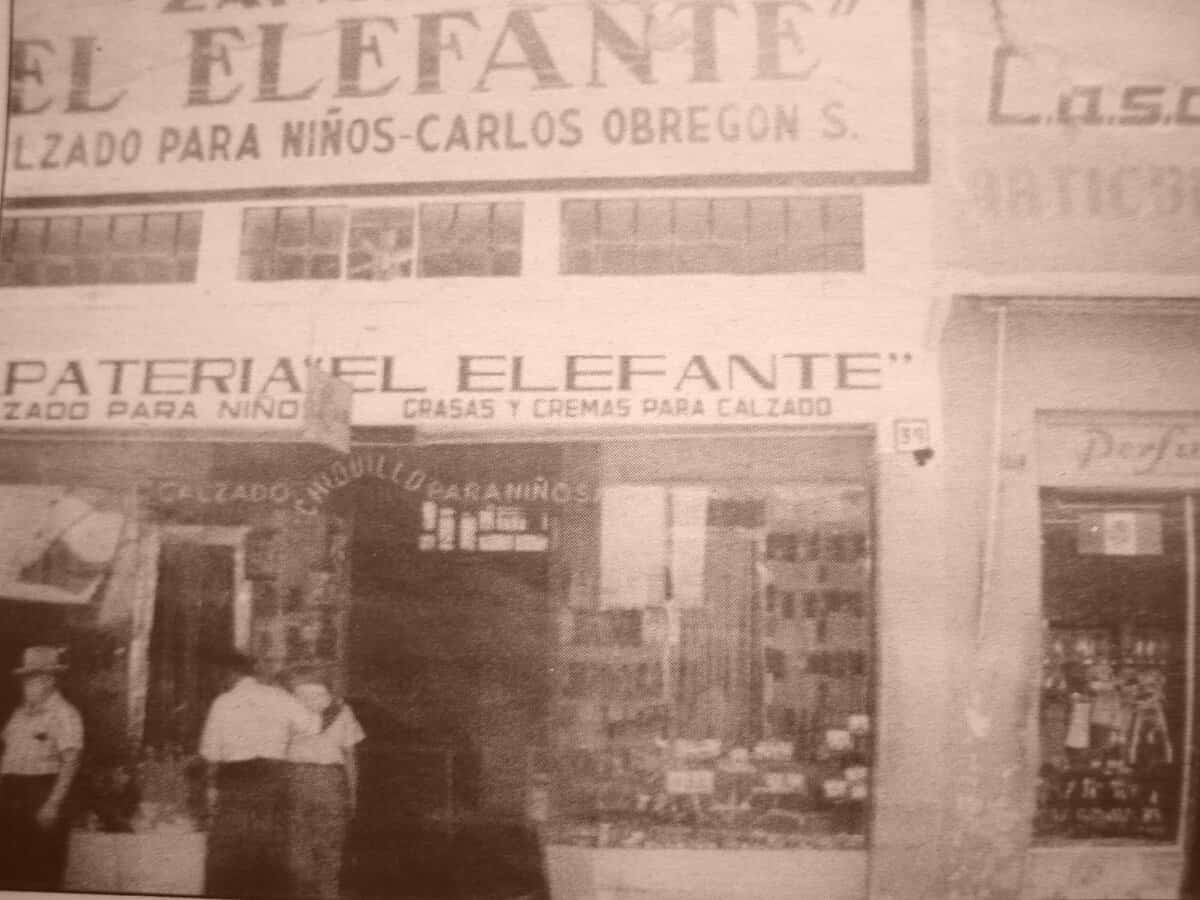 EL ELEFANTE"
LZADO PARA NIÑOS-CARLOS OBREGON S.
PATERIA "EL ELEFANTE"
ZADO PARA NIÑO
GRASAS Y CREMAS PARA CALZADO
39
CALZADO CHIQUILLO PARA NIÑOS
L.a.s.
Perfu